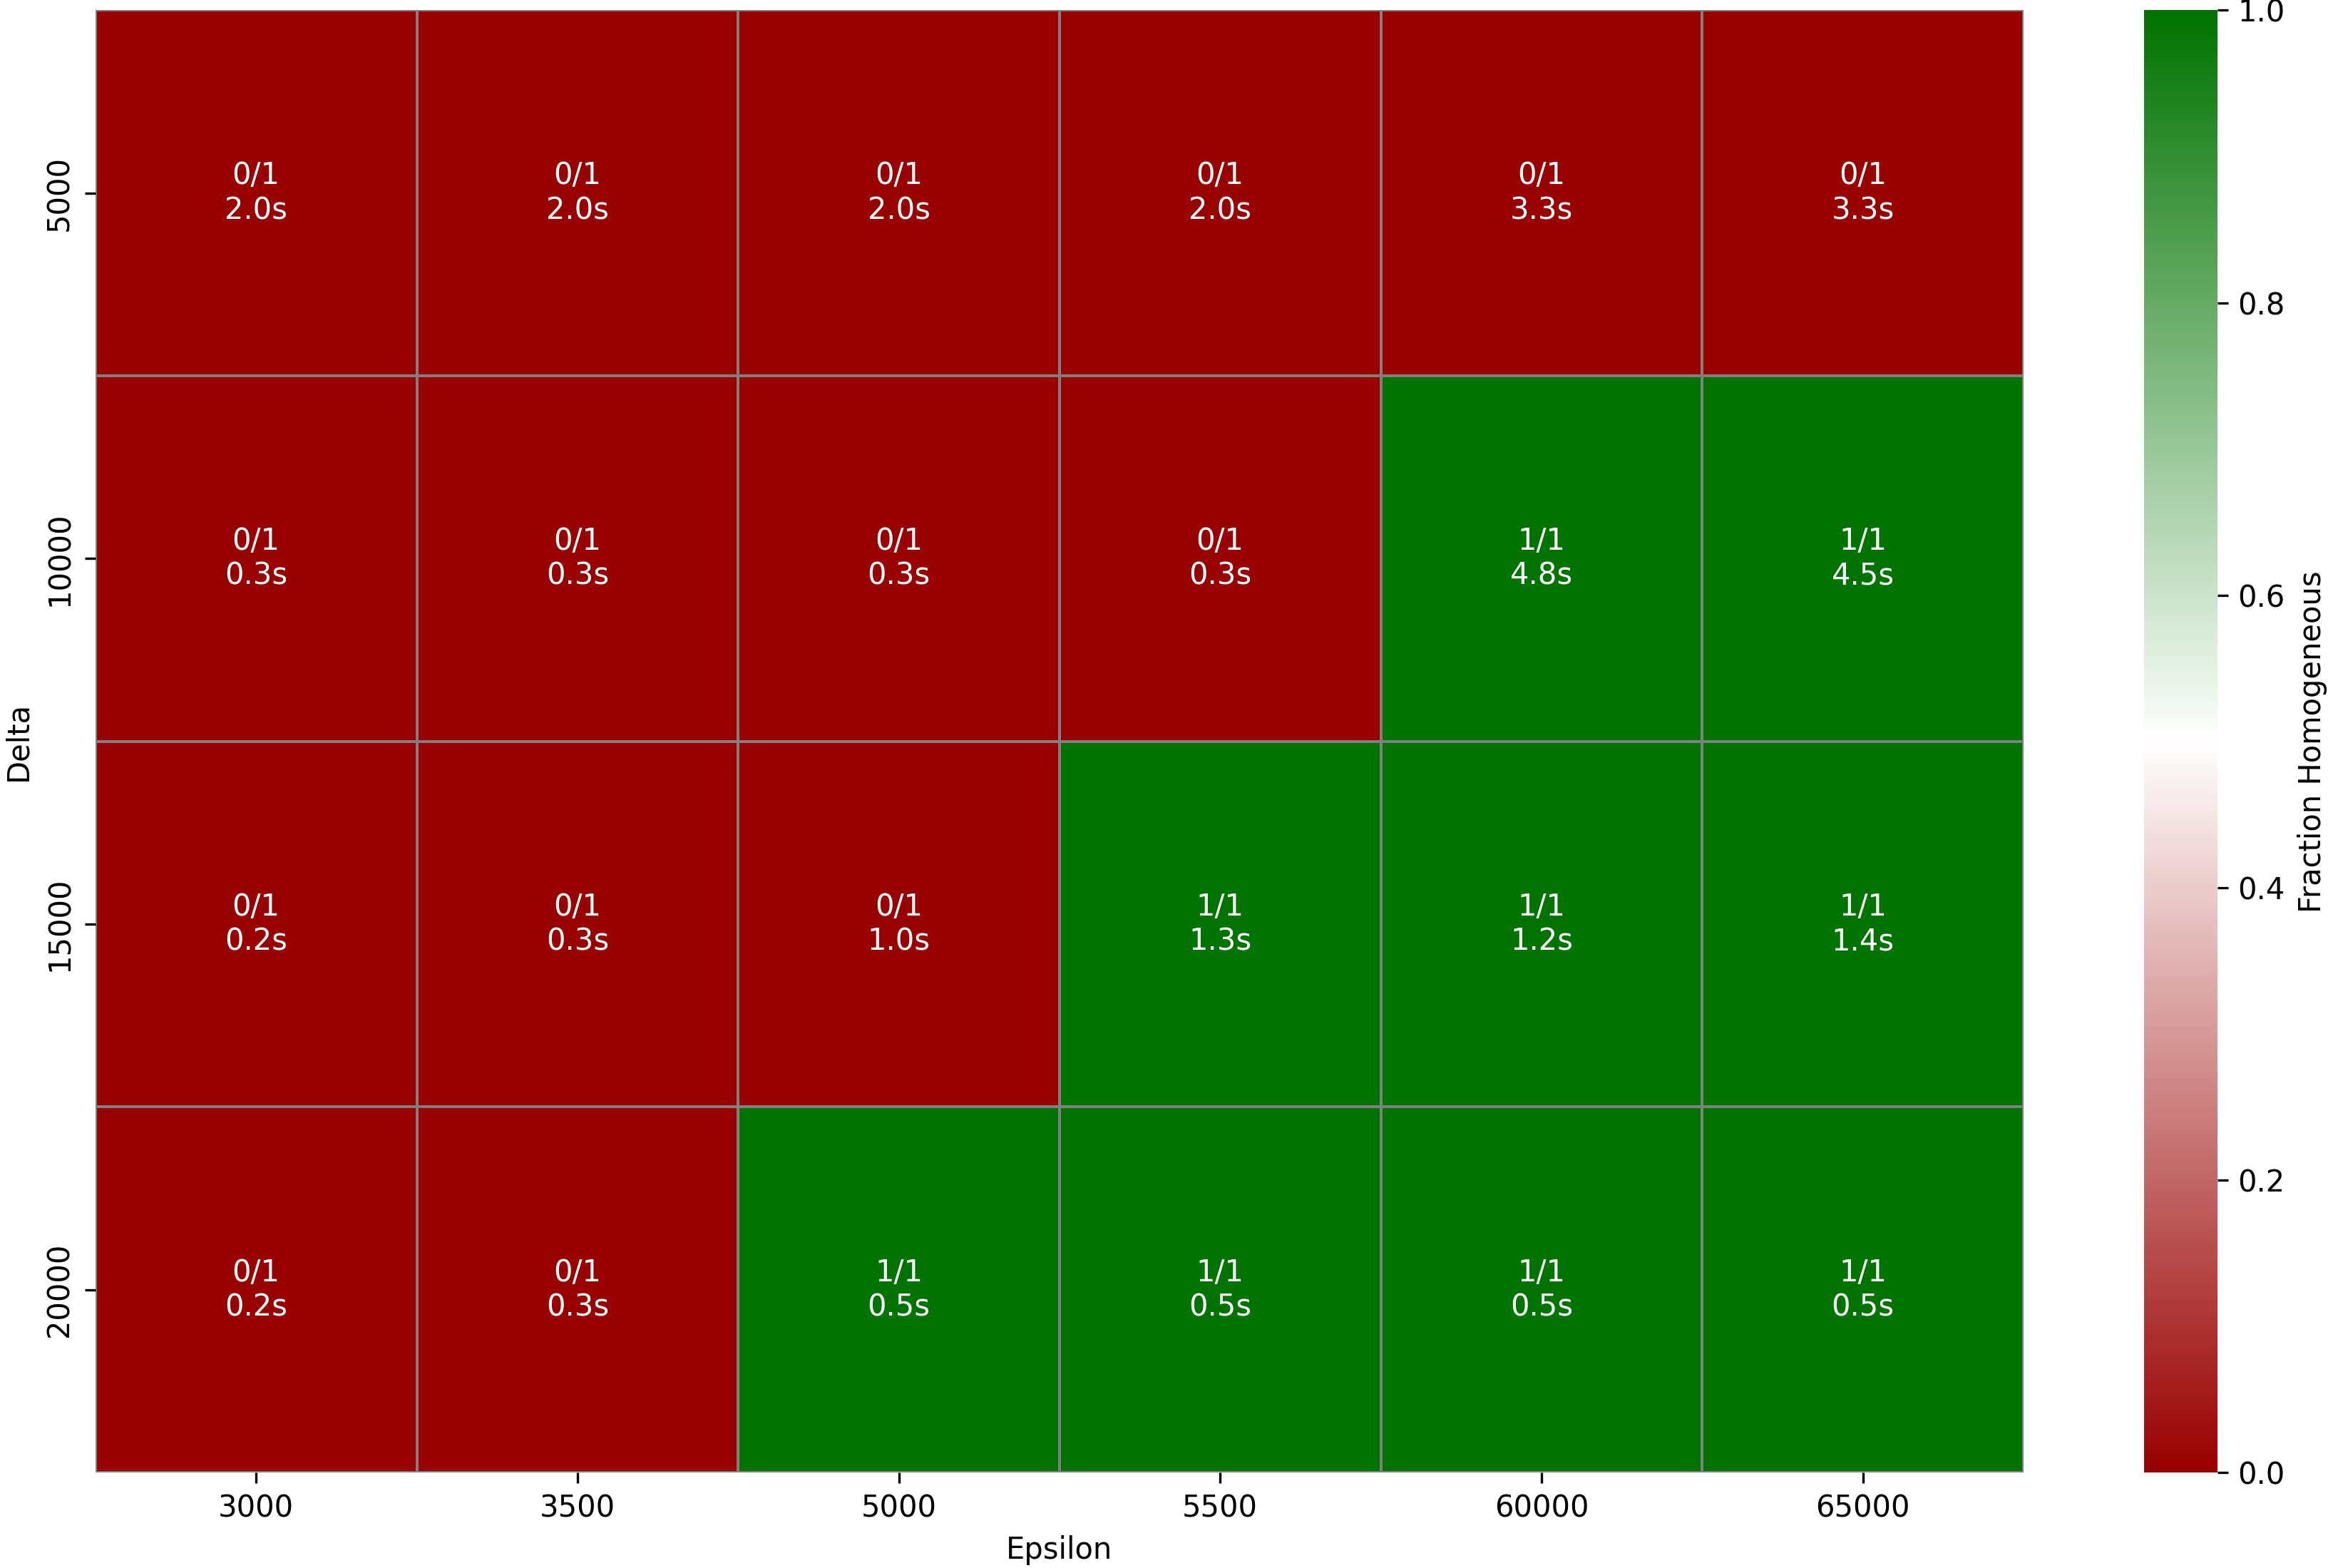 0/1
2.0s
0/1
2.0s
0/1
2.0s
0/1
2.0s
0/1
3.3s
0/1
3.3s
0/1
0.3s
0/1
0.3s
0/1
0.3s
0/1
0.3s
1/1
4.8s
1/1
4.5s
0/1
0.2s
0/1
0.3s
0/1
1.0s
1/1
1.3s
1/1
1.2s
1/1
1.4s
0/1
0.2s
0/1
0.3s
1/1
0.5s
1/1
0.5s
1/1
0.5s
1/1
0.5s
5000
10000
15000
20000
Delta
3000
3500
5000
5500
60000
65000
Epsilon
1.0
0.8
0.6
0.4
0.2
0.0
Fraction Homogeneous